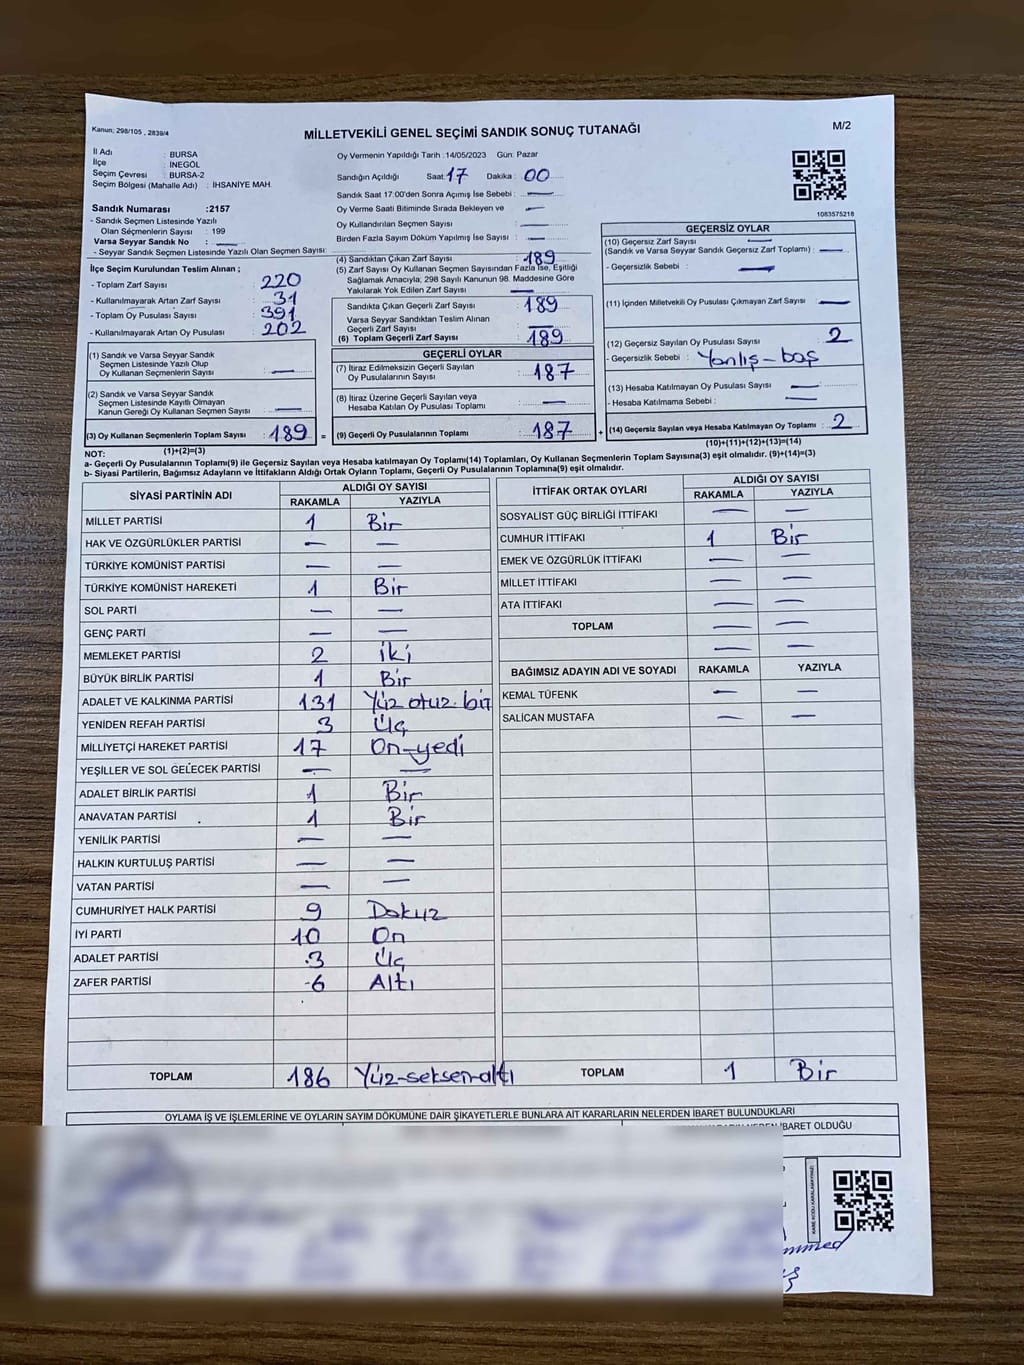 Kanun; 298/105 , 2839/4
MİLLETVEKİLİ GENEL SEÇİMİ SANDIK SONUÇ TUTANAĞI
M/2
İl Adı : BURSA
İlçe : İNEGÖL
Seçim Çevresi : BURSA-2
Seçim Bölgesi (Mahalle Adı) : İHSANİYE MAH.
Oy Vermenin Yapıldığı Tarih :14/05/2023 Gün: Pazar
Sandığın Açıldığı Saat: 17 Dakika : 00
Sandık Saat 17:00'den Sonra Açımış İse Sebebi : —
Oy Verme Saati Bitiminde Sırada Bekleyen ve —
Oy Kullandırılan Seçmen Sayısı : —
Birden Fazla Sayım Döküm Yapılmış İse Sayısı : —
1083575218
Sandık Numarası :2157
- Sandık Seçmen Listesinde Yazılı
Olan Seçmenlerin Sayısı : 199
Varsa Seyyar Sandık No : —
- Seyyar Sandık Seçmen Listesinde Yazılı Olan Seçmen Sayısı:
İlçe Seçim Kurulundan Teslim Alınan ;
- Toplam Zarf Sayısı : 220
- Kullanılmayarak Artan Zarf Sayısı : 31
- Toplam Oy Pusulası Sayısı : 391
- Kullanılmayarak Artan Oy Pusulası : 202
(1) Sandık ve Varsa Seyyar Sandık
Seçmen Listesinde Yazılı Olup
Oy Kullanan Seçmenlerin Sayısı : —
(2) Sandık ve Varsa Seyyar Sandık
Seçmen Listesinde Kayıtlı Olmayan
Kanun Gereği Oy Kullanan Seçmen Sayısı : —
(3) Oy Kullanan Seçmenlerin Toplam Sayısı : 189 =
(1)+(2)=(3)
(4) Sandıktan Çıkan Zarf Sayısı : 189
(5) Zarf Sayısı Oy Kullanan Seçmen Sayısından Fazla İse, Eşitliği
Sağlamak Amacıyla, 298 Sayılı Kanunun 98. Maddesine Göre
Yakılarak Yok Edilen Zarf Sayısı : —
Sandıkta Çıkan Geçerli Zarf Sayısı : 189
Varsa Seyyar Sandıktan Teslim Alınan
Geçerli Zarf Sayısı : —
(6) Toplam Geçerli Zarf Sayısı : 189
GEÇERLİ OYLAR
(7) İtiraz Edilmeksizin Geçerli Sayılan
Oy Pusulalarının Sayısı : 187
(8) İtiraz Üzerine Geçerli Sayılan veya
Hesaba Katılan Oy Pusulası Toplamı : —
(9) Geçerli Oy Pusulalarının Toplamı : 187 +
GEÇERSİZ OYLAR
(10) Geçersiz Zarf Sayısı : —
(Sandık ve Varsa Seyyar Sandık Geçersiz Zarf Toplamı) : —
- Geçersizlik Sebebi : —
(11) İçinden Milletvekili Oy Pusulası Çıkmayan Zarf Sayısı : —
(12) Geçersiz Sayılan Oy Pusulası Sayısı : 2
- Geçersizlik Sebebi : Yanlış-boş
(13) Hesaba Katılmayan Oy Pusulası Sayısı : —
- Hesaba Katılmama Sebebi : —
(14) Geçersiz Sayılan veya Hesaba Katılmayan Oy Toplamı : 2
(10)+(11)+(12)+(13)=(14)
NOT:
a- Geçerli Oy Pusulalarının Toplamı(9) ile Geçersiz Sayılan veya Hesaba katılmayan Oy Toplamı(14) Toplamları, Oy Kullanan Seçmenlerin Toplam Sayısına(3) eşit olmalıdır. (9)+(14)=(3)
b- Siyasi Partilerin, Bağımsız Adayların ve İttifakların Aldığı Ortak Oyların Toplamı, Geçerli Oy Pusulalarının Toplamına(9) eşit olmalıdır.
SİYASİ PARTİNİN ADI ALDIĞI OY SAYISI
RAKAMLA YAZIYLA
MİLLET PARTİSİ 1 Bir
HAK VE ÖZGÜRLÜKLER PARTİSİ — —
TÜRKİYE KOMÜNİST PARTİSİ — —
TÜRKİYE KOMÜNİST HAREKETİ 1 Bir
SOL PARTİ — —
GENÇ PARTİ — —
MEMLEKET PARTİSİ 2 iki
BÜYÜK BİRLİK PARTİSİ 1 Bir
ADALET VE KALKINMA PARTİSİ 131 Yüz otuz bir
YENİDEN REFAH PARTİSİ 3 Üç
MİLLİYETÇİ HAREKET PARTİSİ 17 On-yedi
YEŞİLLER VE SOL GELECEK PARTİSİ — —
ADALET BİRLİK PARTİSİ 1 Bir
ANAVATAN PARTİSİ 1 Bir
YENİLİK PARTİSİ — —
HALKIN KURTULUŞ PARTİSİ — —
VATAN PARTİSİ — —
CUMHURİYET HALK PARTİSİ 9 Dokuz
İYİ PARTİ 10 On
ADALET PARTİSİ 3 Üç
ZAFER PARTİSİ 6 Altı
TOPLAM 186 Yüz-seksen-altı
İTTİFAK ORTAK OYLARI ALDIĞI OY SAYISI
RAKAMLA YAZIYLA
SOSYALİST GÜÇ BİRLİĞİ İTTİFAKI — —
CUMHUR İTTİFAKI 1 Bir
EMEK VE ÖZGÜRLÜK İTTİFAKI — —
MİLLET İTTİFAKI — —
ATA İTTİFAKI — —
TOPLAM — —
BAĞIMSIZ ADAYIN ADI VE SOYADI RAKAMLA YAZIYLA
KEMAL TÜFENK — —
SALİCAN MUSTAFA — —
TOPLAM 1 Bir
OYLAMA İŞ VE İŞLEMLERİNE VE OYLARIN SAYIM DÖKÜMÜNE DAİR ŞİKAYETLERLE BUNLARA AİT KARARLARIN NELERDEN İBARET BULUNDUKLARI
İBARET OLDUĞU